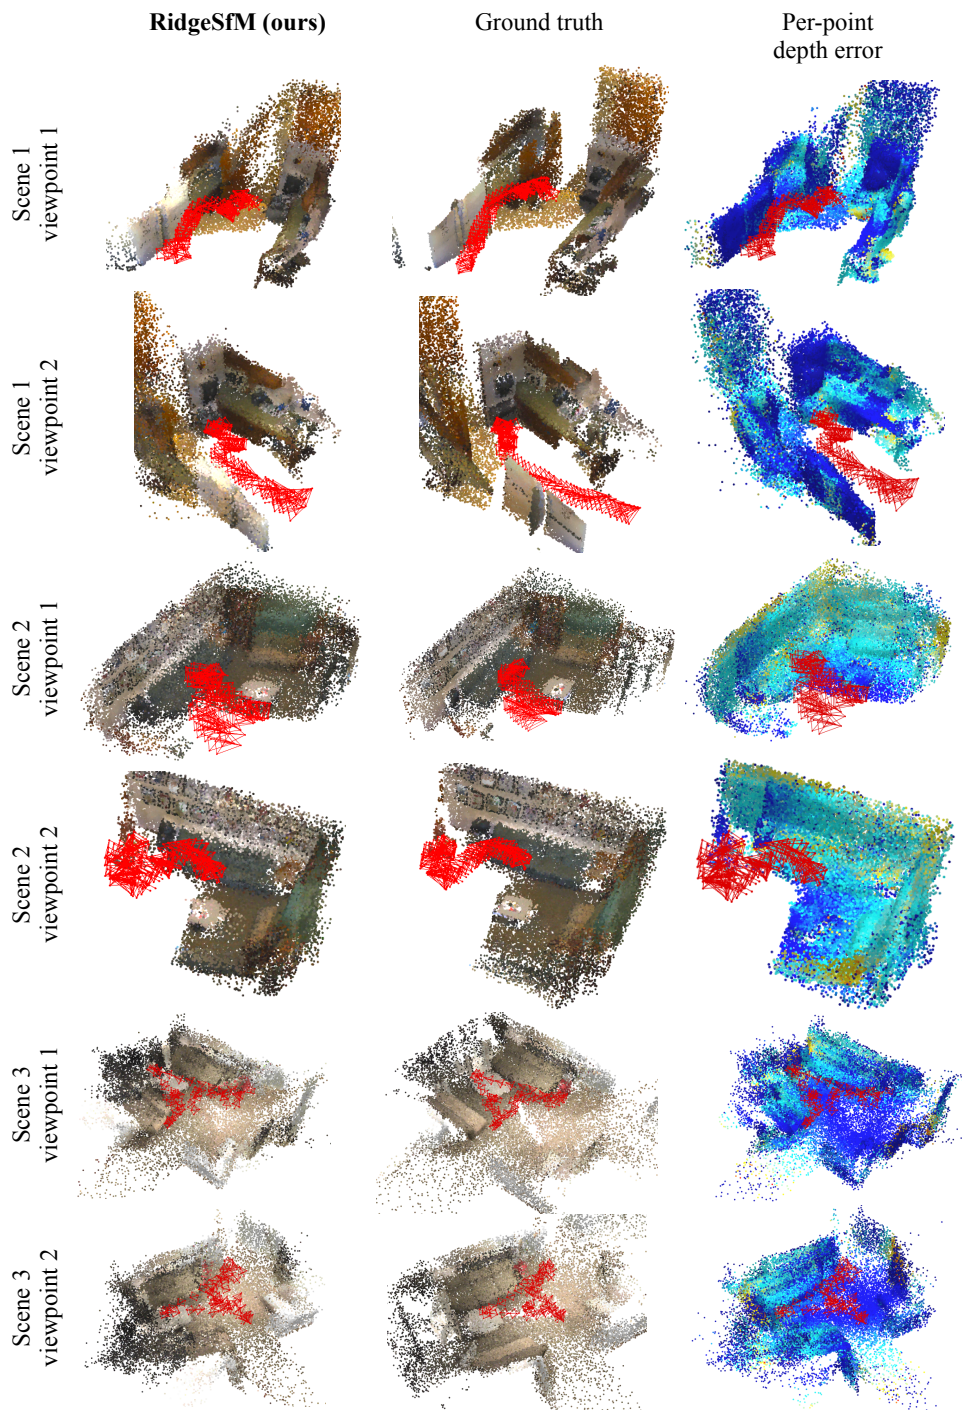 RidgeSfM (ours)
Ground truth
Per-point
depth error
Scene 1
viewpoint 1
Scene 1
viewpoint 2
Scene 2
viewpoint 1
Scene 2
viewpoint 2
Scene 3
viewpoint 1
Scene 3
viewpoint 2